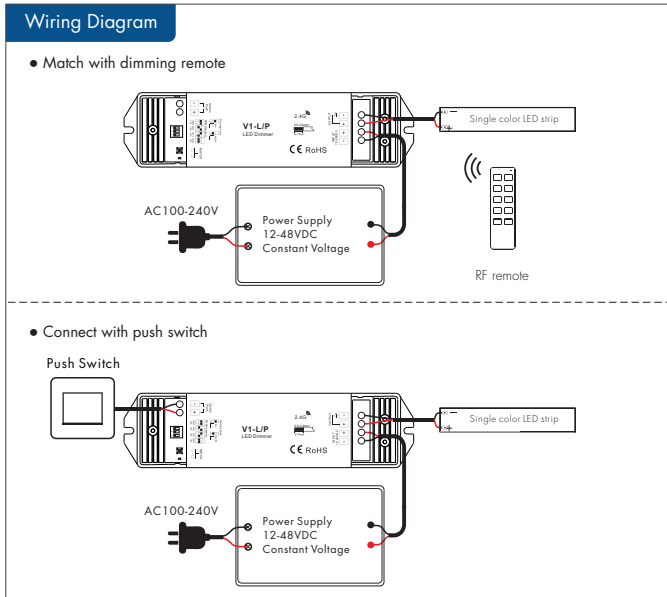 Wiring Diagram
● Match with dimming remote
V1-L/P
LED Dimmer
2.4G
CE RoHS
Single color LED strip
AC100-240V
Power Supply
12-48VDC
Constant Voltage
RF remote
● Connect with push switch
Push Switch
V1-L/P
LED Dimmer
2.4G
CE RoHS
Single color LED strip
AC100-240V
Power Supply
12-48VDC
Constant Voltage